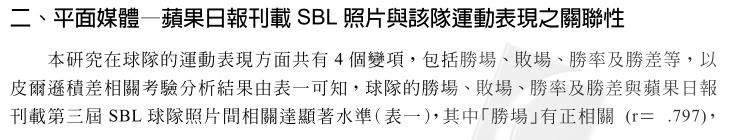 二、平面媒體—蘋果日報刊載 SBL 照片與該隊運動表現之關聯性
本研究在球隊的運動表現方面共有 4 個變項，包括勝場、敗場、勝率及勝差等，以
皮爾遜積差相關考驗分析結果由表一可知，球隊的勝場、敗場、勝率及勝差與蘋果日報
刊載第三屆 SBL 球隊照片間相關達顯著水準(表一)，其中「勝場」有正相關 (r= .797)，